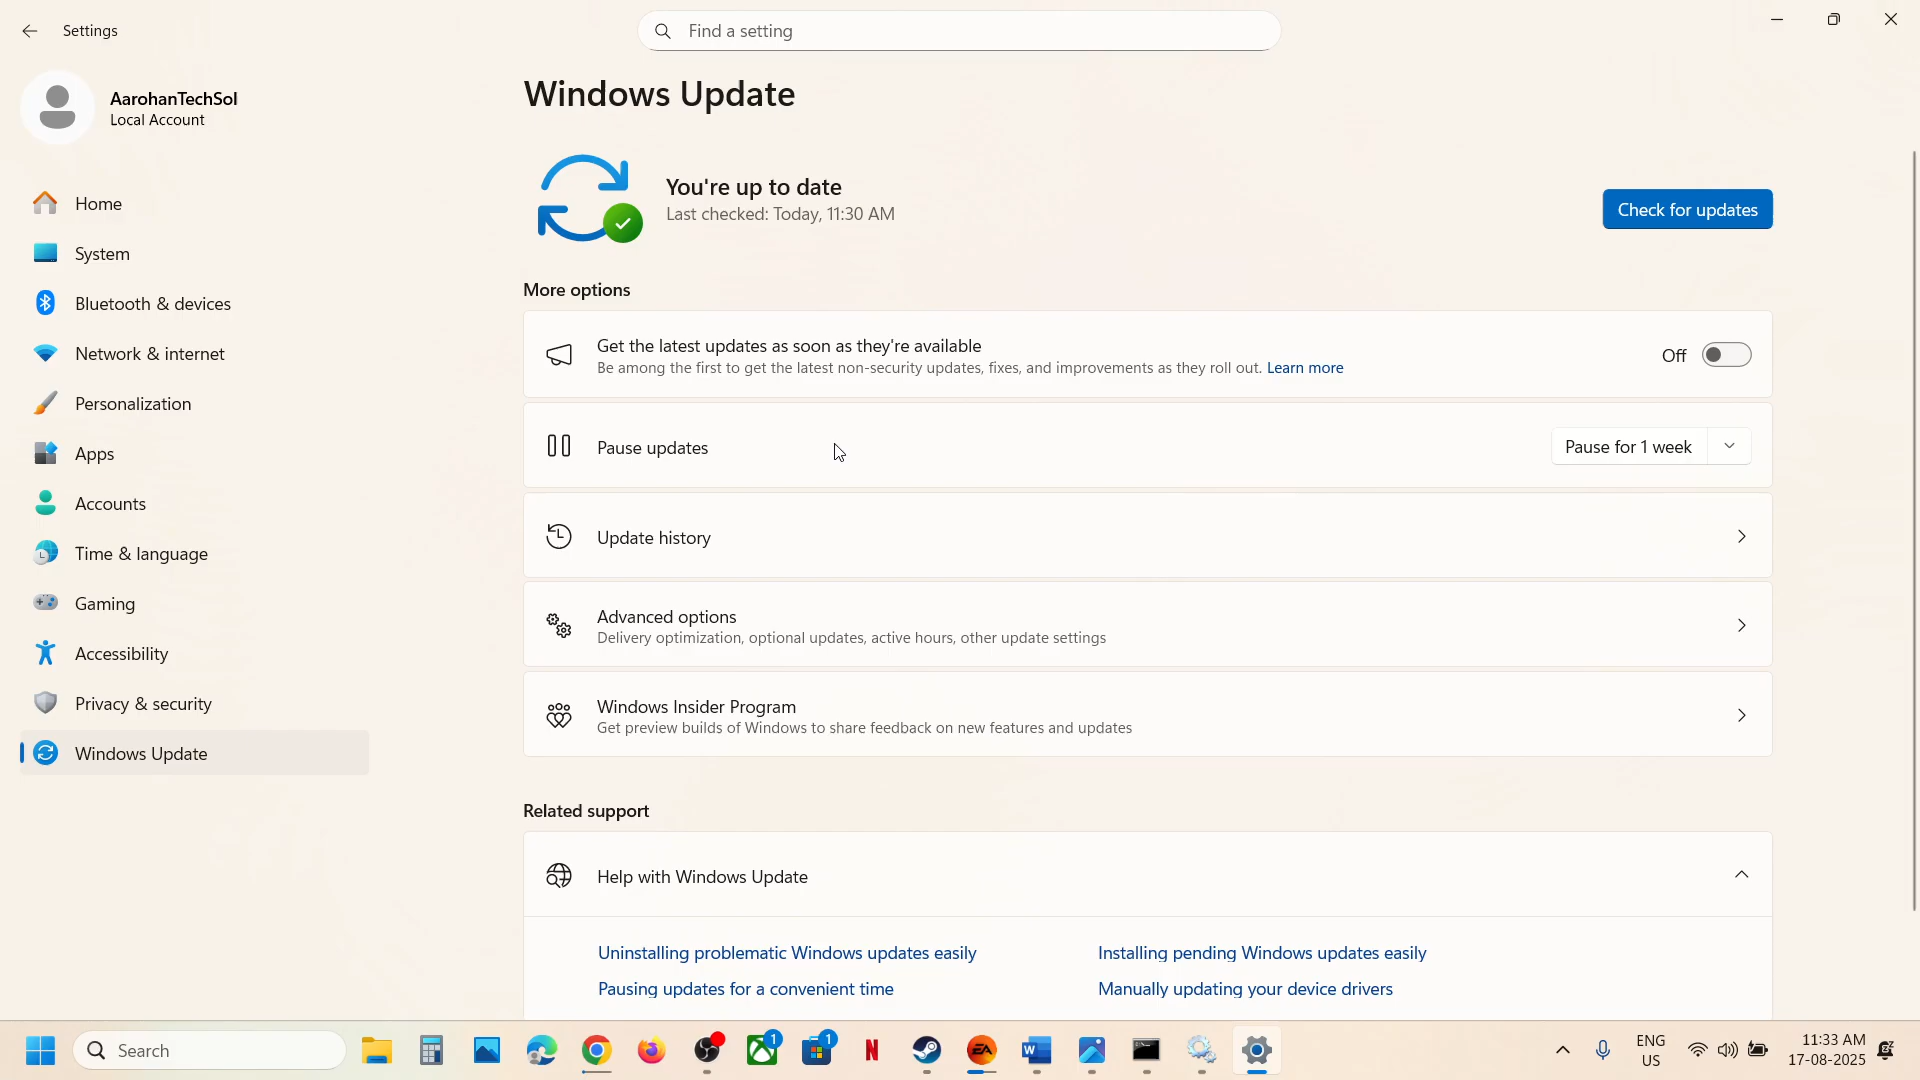 Settings
Find a setting
AarohanTechSol
Local Account
Home
System
Bluetooth & devices
Network & internet
Personalization
Apps
Accounts
Time & language
Gaming
Accessibility
Privacy & security
Windows Update
Windows Update
You're up to date
Last checked: Today, 11:30 AM
Check for updates
More options
Get the latest updates as soon as they're available
Be among the first to get the latest non-security updates, fixes, and improvements as they roll out. Learn more
Off
Pause updates
Pause for 1 week
Update history
Advanced options
Delivery optimization, optional updates, active hours, other update settings
Windows Insider Program
Get preview builds of Windows to share feedback on new features and updates
Related support
Help with Windows Update
Uninstalling problematic Windows updates easily
Installing pending Windows updates easily
Pausing updates for a convenient time
Manually updating your device drivers
Search
1
1
N
EA
W
ENG
US
11:33 AM
17-08-2025